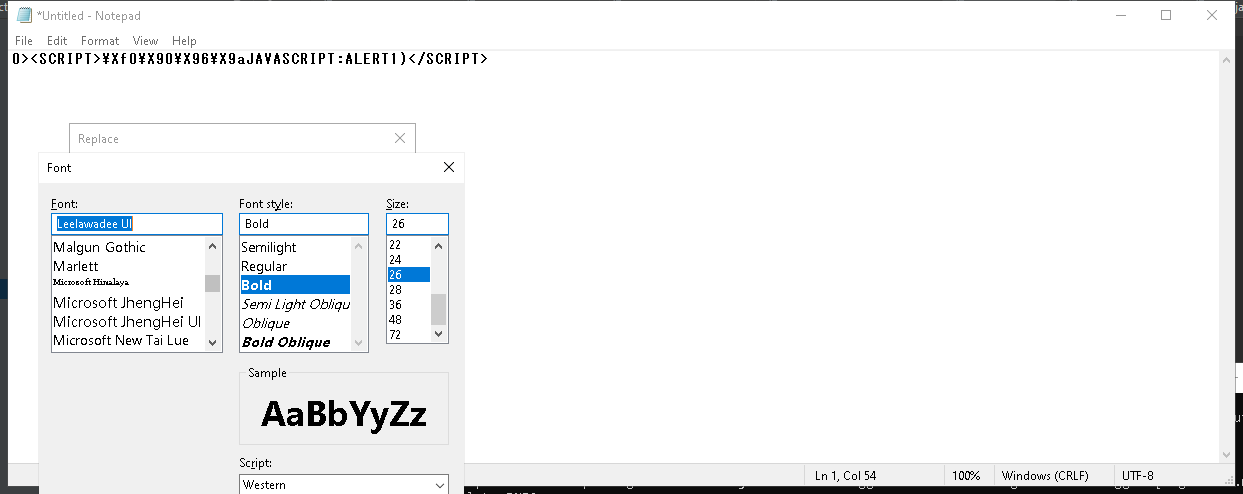 *Untitled - Notepad
File Edit Format View Help
0><SCRIPT>¥Xf0¥X90¥X96¥X9aJAVASCRIPT:ALERT1)</SCRIPT>
Replace
Font
Font: Font style: Size:
Leelawadee UI Bold 26
Malgun Gothic Semilight 22
Marlett Regular 24
Microsoft Himalaya Bold 26
Microsoft JhengHei Semi Light Obliqu 28
Microsoft JhengHei UI Oblique 36
Microsoft New Tai Lue Bold Oblique 48
72
Sample
AaBbYyZz
Script:
Western
Ln 1, Col 54 100% Windows (CRLF) UTF-8